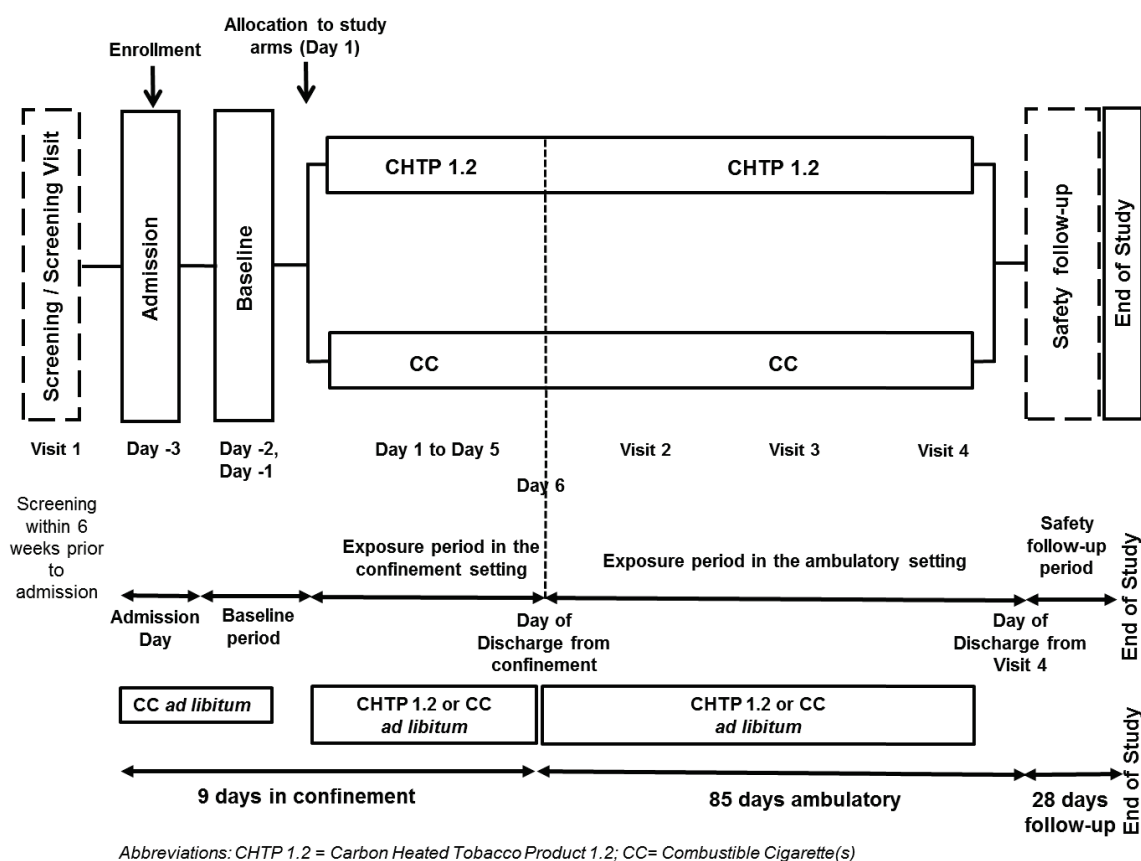 Allocation to study
arms (Day 1)
Enrollment
Screening / Screening Visit
Admission
Baseline
CHTP 1.2
CHTP 1.2
CC
CC
Safety follow-up
End of Study
Visit 1
Day -3
Day -2,
Day -1
Day 1 to Day 5
Visit 2
Visit 3
Visit 4
Day 6
Screening
within 6
weeks prior
to
admission
Exposure period in the
confinement setting
Exposure period in the ambulatory setting
Safety
follow-up
period
End of Study
Admission
Day
Baseline
period
Day of
Discharge from
confinement
Day of
Discharge from
Visit 4
CC ad libitum
CHTP 1.2 or CC
ad libitum
CHTP 1.2 or CC
ad libitum
End of Study
9 days in confinement
85 days ambulatory
28 days
follow-up
Abbreviations: CHTP 1.2 = Carbon Heated Tobacco Product 1.2; CC= Combustible Cigarette(s)